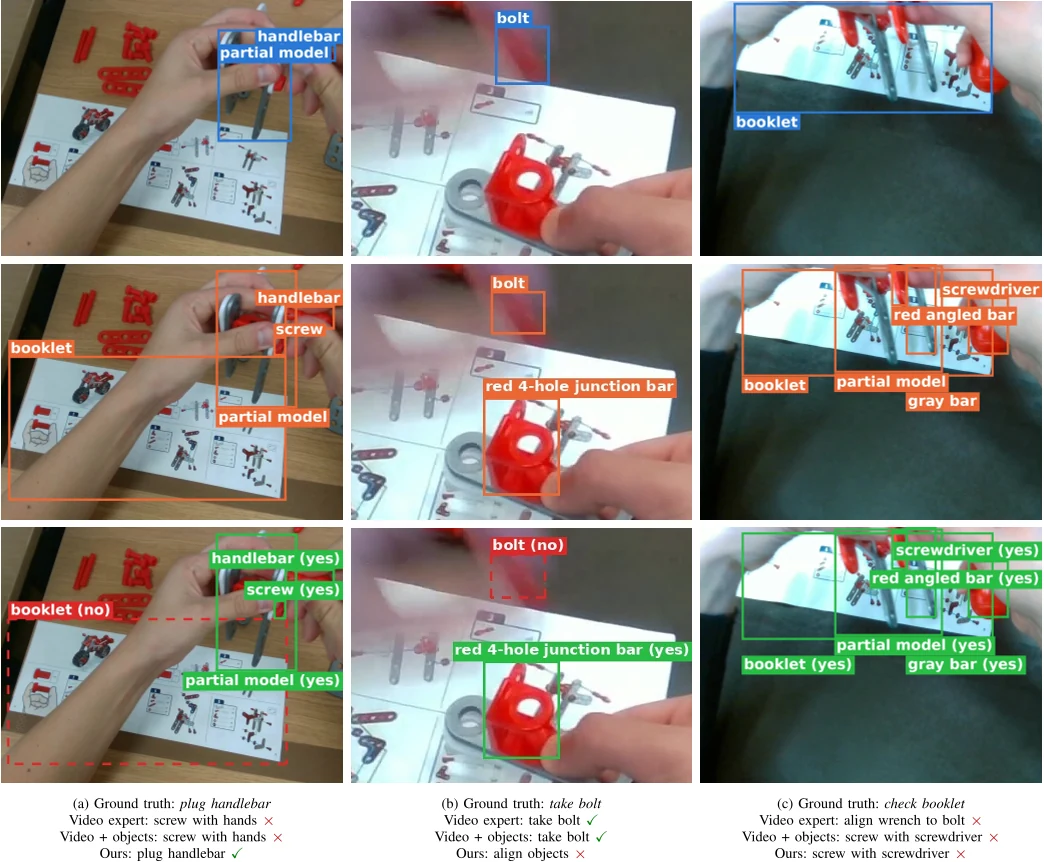 handlebar
partial model
bolt
booklet
handlebar
screw
booklet
partial model
bolt
red 4-hole junction bar
screwdriver
red angled bar
booklet
partial model
gray bar
handlebar (yes)
screw (yes)
booklet (no)
partial model (yes)
bolt (no)
red 4-hole junction bar (yes)
screwdriver (yes)
red angled bar (yes)
partial model (yes)
booklet (yes)
gray bar (yes)
(a) Ground truth: plug handlebar
Video expert: screw with hands ×
Video + objects: screw with hands ×
Ours: plug handlebar ✓
(b) Ground truth: take bolt
Video expert: take bolt ✓
Video + objects: take bolt ✓
Ours: align objects ×
(c) Ground truth: check booklet
Video expert: align wrench to bolt ×
Video + objects: screw with screwdriver ×
Ours: screw with screwdriver ×